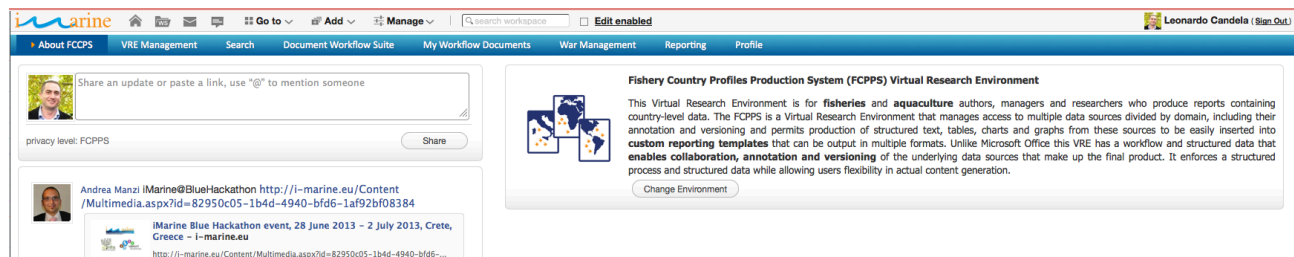 imarine Go to Add Manage search workspace Edit enabled Leonardo Candela (Sign Out)
About FCCPS VRE Management Search Document Workflow Suite My Workflow Documents War Management Reporting Profile
Share an update or paste a link, use "@" to mention someone
privacy level: FCPPS Share
Andrea Manzi iMarine@BlueHackathon http://i-marine.eu/Content
/Multimedia.aspx?id=82950c05-1b4d-4940-bfd6-1af92bf08384
iMarine Blue Hackathon event, 28 June 2013 - 2 July 2013, Crete,
Greece - i-marine.eu
http://i-marine.eu/Content/Multimedia.aspx?id=82950c05-1b4d-4940-bfd6-...
Fishery Country Profiles Production System (FCPPS) Virtual Research Environment
This Virtual Research Environment is for fisheries and aquaculture authors, managers and researchers who produce reports containing
country-level data. The FCPPS is a Virtual Research Environment that manages access to multiple data sources divided by domain, including their
annotation and versioning and permits production of structured text, tables, charts and graphs from these sources to be easily inserted into
custom reporting templates that can be output in multiple formats. Unlike Microsoft Office this VRE has a workflow and structured data that
enables collaboration, annotation and versioning of the underlying data sources that make up the final product. It enforces a structured
process and structured data while allowing users flexibility in actual content generation.
Change Environment